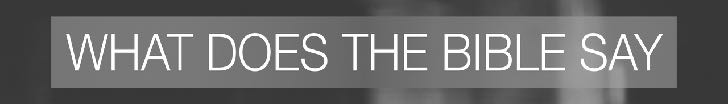 WHAT DOES THE BIBLE SAY